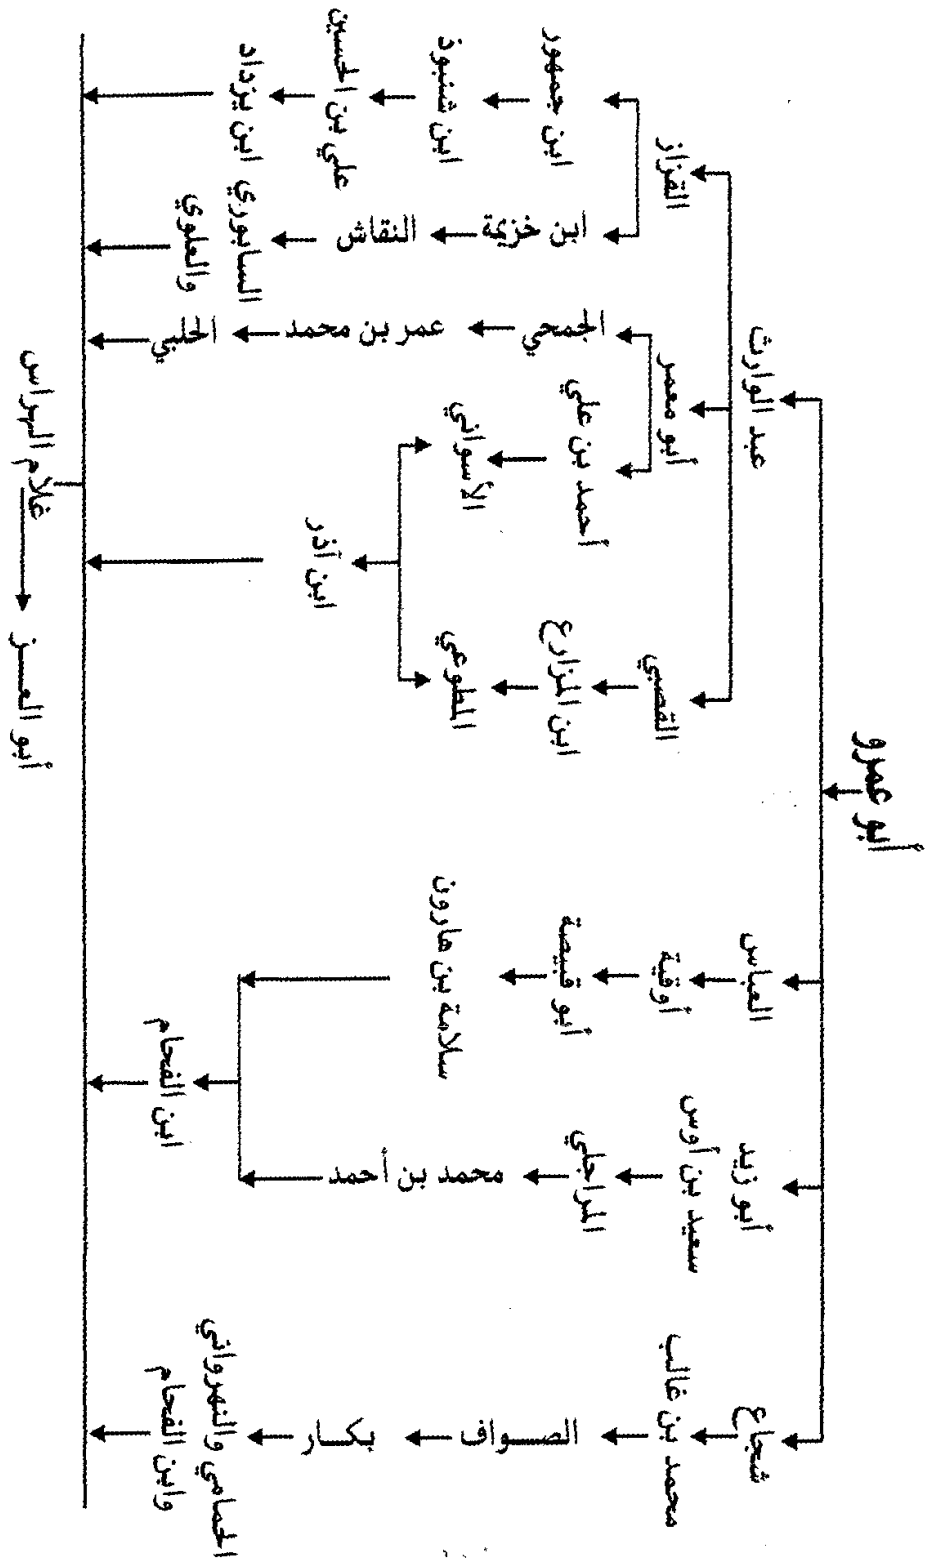 أبو عمرو
شجاع
أبو زيد
سعيد بن أوس
العباس
عبد الوارث
محمد بن غالب
أوقية
القصبي
أبو معمر
القزاز
الصواف
المراجلي
أبو قبيصة
ابن المزارع
أحمد بن علي
الجمحي
ابن خزيمة
ابن جمهور
بكار
محمد بن أحمد
سلامة بن هارون
المطوعي
الأسواني
عمر بن محمد
النقاش
ابن شنبوذ
ابن آذر
علي بن الحسين
الحمامي والنهرواني
وابن الفحام
ابن الفحام
الحلبي
السابوري
والعلوي
ابن يزداد
غلام الهراس
أبو العز